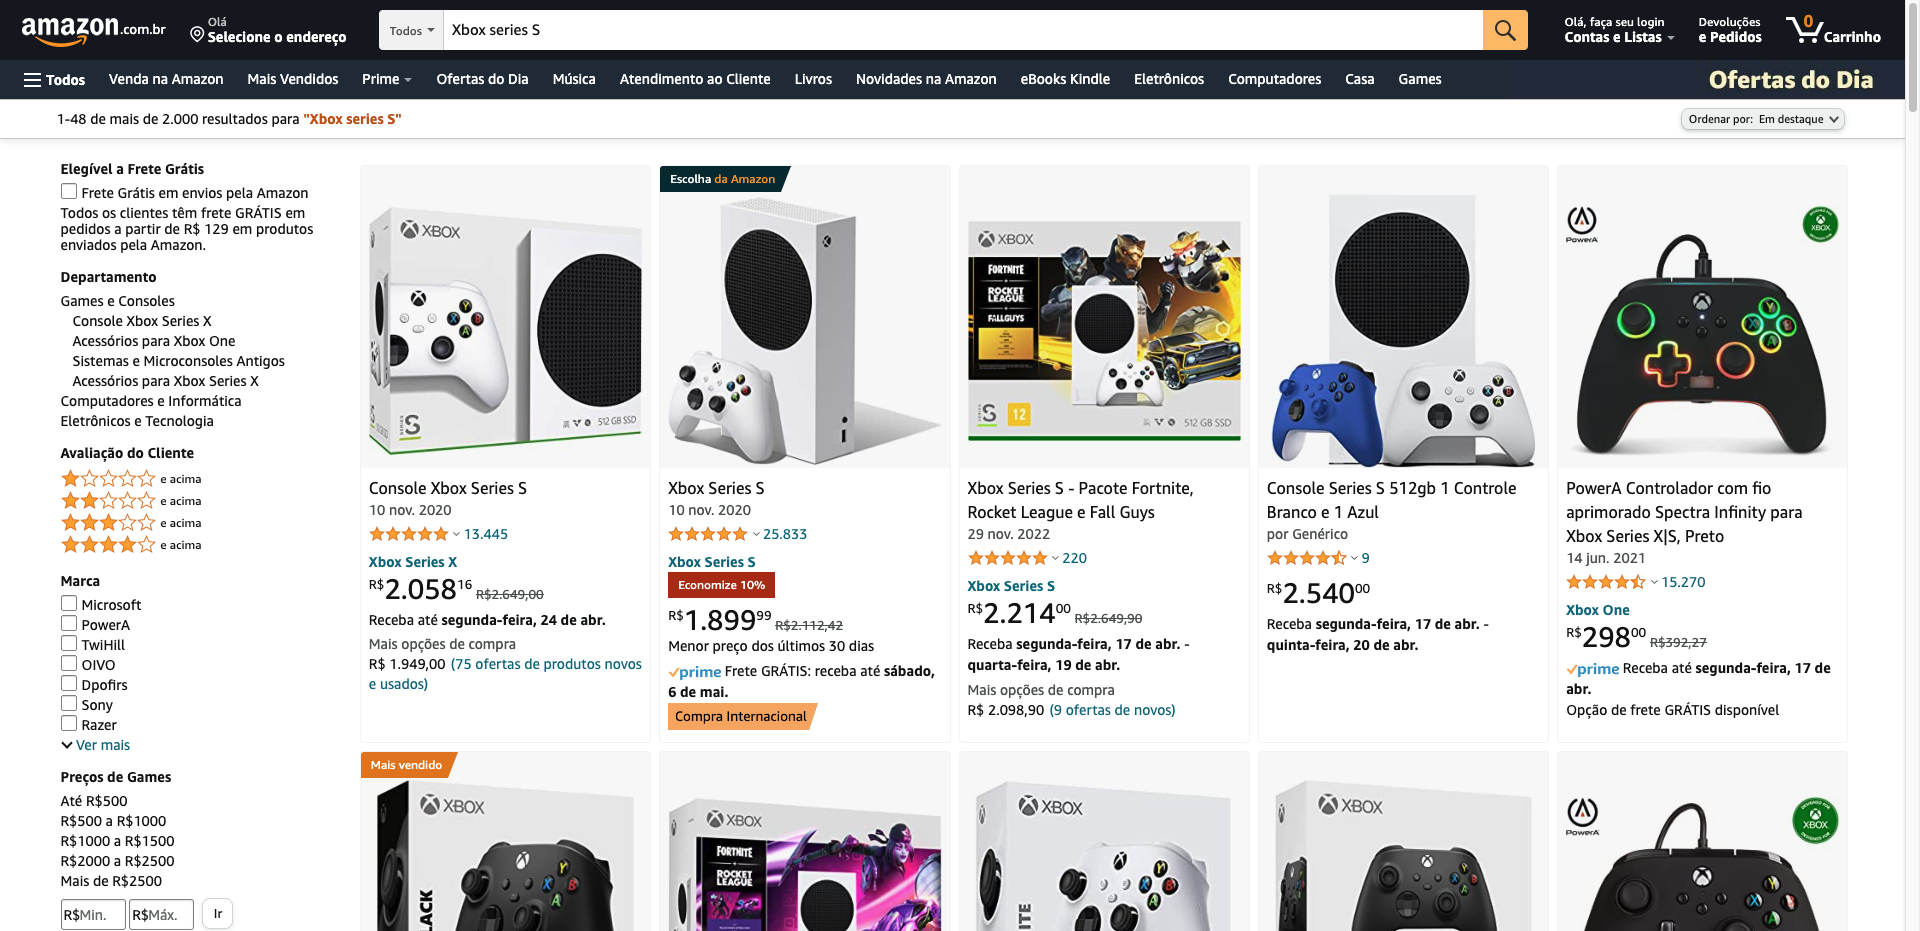 amazon.com.br
Olá
Selecione o endereço
Todos
Xbox series S
Olá, faça seu login
Contas e Listas
Devoluções
e Pedidos
0
Carrinho
Todos
Venda na Amazon
Mais Vendidos
Prime
Ofertas do Dia
Música
Atendimento ao Cliente
Livros
Novidades na Amazon
eBooks Kindle
Eletrônicos
Computadores
Casa
Games
Ofertas do Dia
1-48 de mais de 2.000 resultados para "Xbox series S"
Ordenar por: Em destaque
Elegível a Frete Grátis
Frete Grátis em envios pela Amazon
Todos os clientes têm frete GRÁTIS em
pedidos a partir de R$ 129 em produtos
enviados pela Amazon.
Departamento
Games e Consoles
Console Xbox Series X
Acessórios para Xbox One
Sistemas e Microconsoles Antigos
Acessórios para Xbox Series X
Computadores e Informática
Eletrônicos e Tecnologia
Avaliação do Cliente
e acima
e acima
e acima
e acima
Marca
Microsoft
PowerA
TwiHill
OIVO
Dpofirs
Sony
Razer
Ver mais
Preços de Games
Até R$500
R$500 a R$1000
R$1000 a R$1500
R$2000 a R$2500
Mais de R$2500
R$Min.
R$Máx.
Ir
XBOX
SERIES S
512 GB SSD
Console Xbox Series S
10 nov. 2020
13.445
Xbox Series X
R$2.05816 R$2.649,00
Receba até segunda-feira, 24 de abr.
Mais opções de compra
R$ 1.949,00 (75 ofertas de produtos novos
e usados)
Escolha da Amazon
Xbox Series S
10 nov. 2020
25.833
Xbox Series S
Economize 10%
R$1.89999 R$2.112,42
Menor preço dos últimos 30 dias
prime Frete GRÁTIS: receba até sábado,
6 de mai.
Compra Internacional
XBOX
FORTNITE
ROCKET
LEAGUE
FALL GUYS
SERIES S
12
512 GB SSD
Xbox Series S - Pacote Fortnite,
Rocket League e Fall Guys
29 nov. 2022
220
Xbox Series S
R$2.21400 R$2.649,90
Receba segunda-feira, 17 de abr. -
quarta-feira, 19 de abr.
Mais opções de compra
R$ 2.098,90 (9 ofertas de novos)
Console Series S 512gb 1 Controle
Branco e 1 Azul
por Genérico
9
R$2.54000
Receba segunda-feira, 17 de abr. -
quinta-feira, 20 de abr.
PowerA
DESIGNED FOR
XBOX
PowerA Controlador com fio
aprimorado Spectra Infinity para
Xbox Series X|S, Preto
14 jun. 2021
15.270
Xbox One
R$29800 R$392,27
prime Receba até segunda-feira, 17 de
abr.
Opção de frete GRÁTIS disponível
Mais vendido
XBOX
XBOX
FORTNITE
ROCKET
LEAGUE
XBOX
XBOX
PowerA
DESIGNED FOR
XBOX